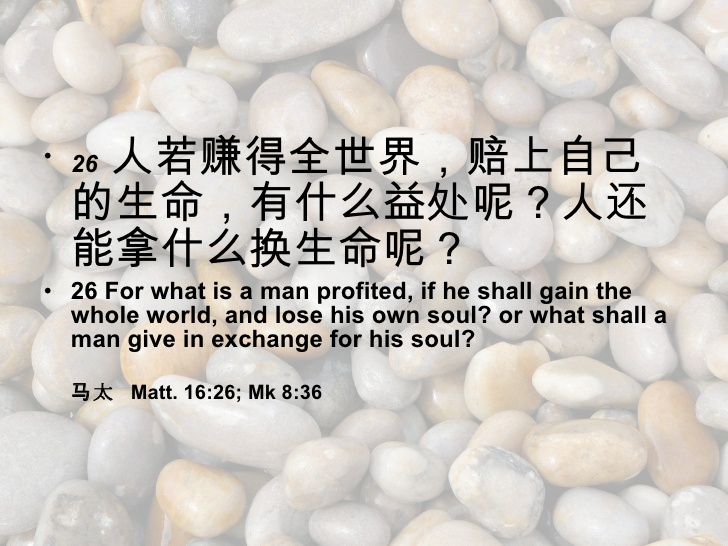 • 26 人若赚得全世界，赔上自己
的生命，有什么益处呢？人还
能拿什么换生命呢？
• 26 For what is a man profited, if he shall gain the
whole world, and lose his own soul? or what shall a
man give in exchange for his soul?
马太 Matt. 16:26; Mk 8:36